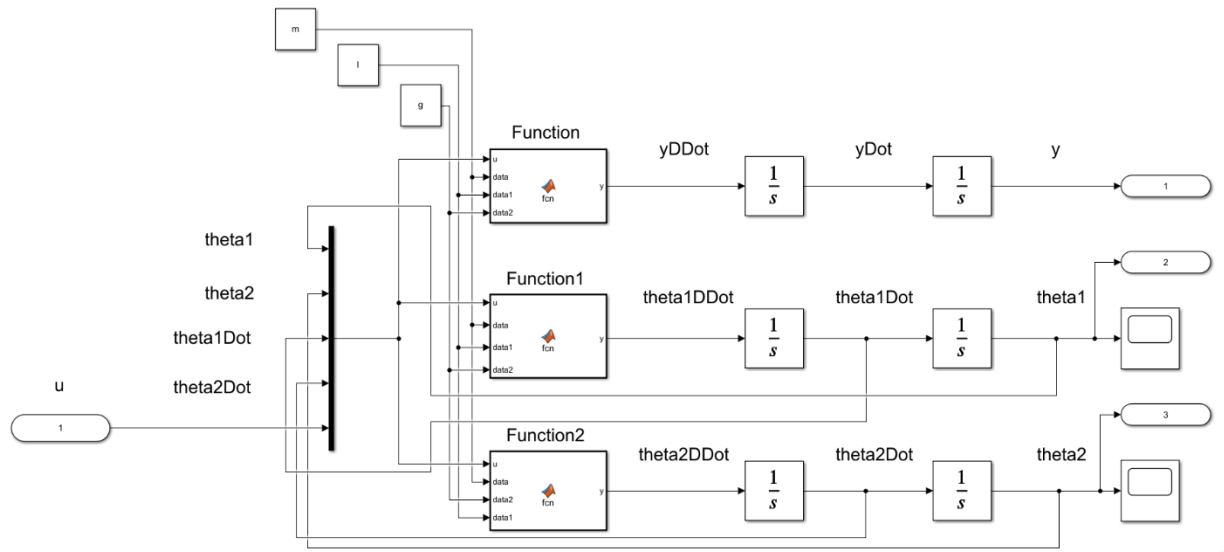 m
l
g
Function
u
data
data1
data2
fcn
y
yDDot
1
s
yDot
1
s
y
1
theta1
theta2
theta1Dot
theta2Dot
u
1
Function1
u
data
data1
data2
fcn
y
theta1DDot
1
s
theta1Dot
1
s
theta1
2
Function2
u
data
data2
data1
fcn
y
theta2DDot
1
s
theta2Dot
1
s
theta2
3